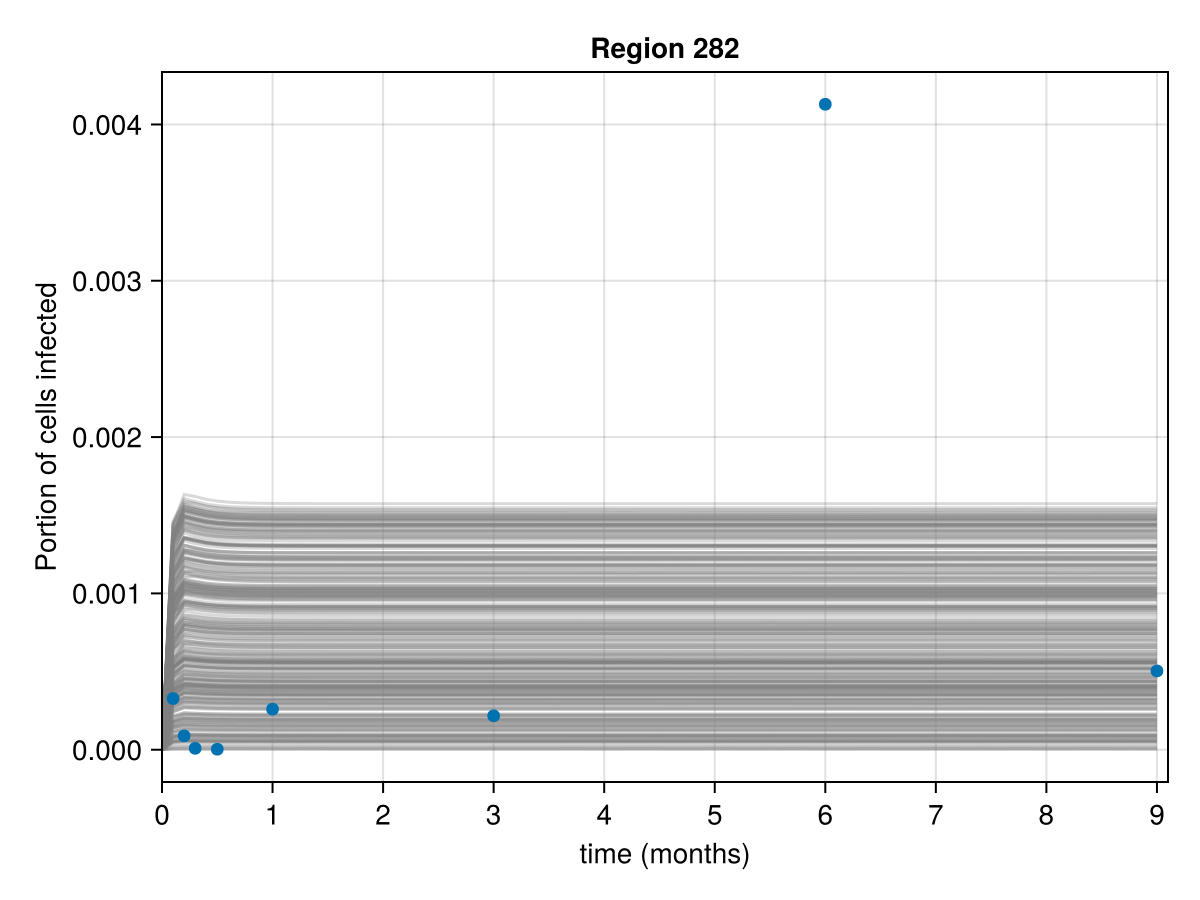 Region 282
0.004
0.003
0.002
0.001
0.000
Portion of cells infected
0 1 2 3 4 5 6 7 8 9
time (months)